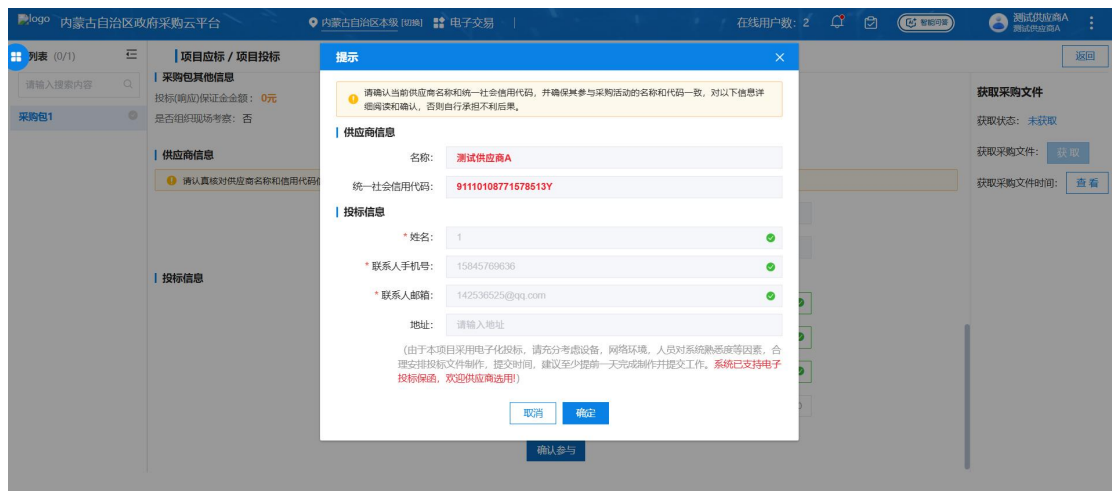 logo 内蒙古自治区政府采购云平台
内蒙古自治区本级 [切换] 电子交易
在线用户数: 2
智能问答
测试供应商A
测试供应商A
列表 (0/1)
请输入搜索内容
采购包1
项目应标 / 项目投标
返回
采购包其他信息
投标(响应)保证金金额: 0元
是否组织现场考察: 否
供应商信息
请认真核对供应商名称和信用代码
投标信息
提示
请确认当前供应商名称和统一社会信用代码，并确保其参与采购活动的名称和代码一致，对以下信息详
细阅读和确认，否则自行承担不利后果。
供应商信息
名称: 测试供应商A
统一社会信用代码: 91110108771578513Y
投标信息
* 姓名: 1
* 联系人手机号: 15845769636
* 联系人邮箱: 142536525@qq.com
地址: 请输入地址
(由于本项目采用电子化投标，请充分考虑设备，网络环境，人员对系统熟悉度等因素，合
理安排投标文件制作，提交时间，建议至少提前一天完成制作并提交工作。系统已支持电子
投标保函，欢迎供应商选用!)
取消 确定
确认参与
获取采购文件
获取状态: 未获取
获取采购文件: 获取
获取采购文件时间: 查看